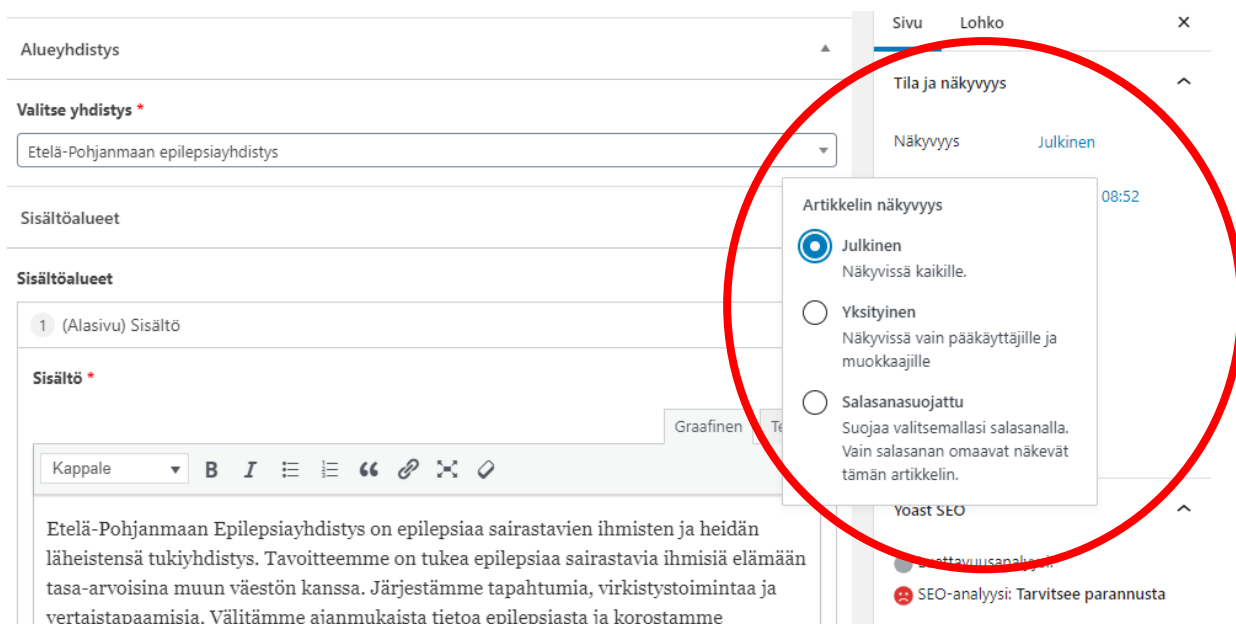 Alueyhdistys
Valitse yhdistys *
Etelä-Pohjanmaan epilepsiayhdistys
Sisältöalueet
Sisältöalueet
1 (Alasivu) Sisältö
Sisältö *
Graafinen
Kappale
B I
Etelä-Pohjanmaan Epilepsiayhdistys on epilepsiaa sairastavien ihmisten ja heidän
läheistensä tukiyhdistys. Tavoitteemme on tukea epilepsiaa sairastavia ihmisiä elämään
tasa-arvoisina muun väestön kanssa. Järjestämme tapahtumia, virkistystoimintaa ja
vertaistapaamisia. Välitämme ajanmukaista tietoa epilepsiasta ja korostamme
Sivu Lohko
Tila ja näkyvyys
Näkyvyys Julkinen
08:52
Artikkelin näkyvyys
Julkinen
Näkyvissä kaikille.
Yksityinen
Näkyvissä vain pääkäyttäjille ja
muokkaajille
Salasanasuojattu
Suojaa valitsemallasi salasanalla.
Vain salasanan omaavat näkevät
tämän artikkelin.
Yoast SEO
SEO-analyysi: Tarvitsee parannusta